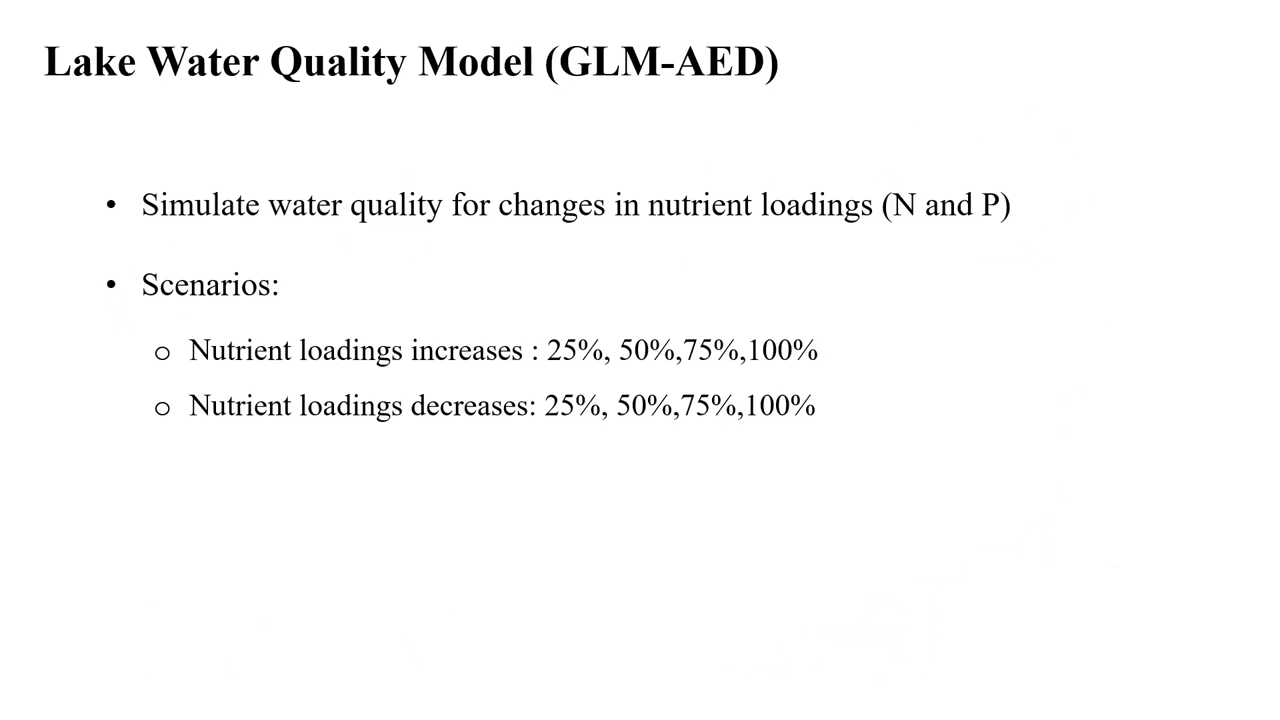 Lake Water Quality Model (GLM-AED)
• Simulate water quality for changes in nutrient loadings (N and P)
• Scenarios:
o Nutrient loadings increases : 25%, 50%,75%,100%
o Nutrient loadings decreases: 25%, 50%,75%,100%